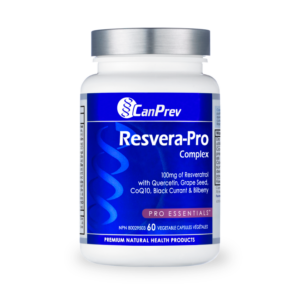 CanPrev
Resvera-Pro
Complex
100mg of Resveratrol
with Quercetin, Grape Seed,
CoQ10, Black Currant & Bilberry
PRO ESSENTIALS
60 VEGETABLE CAPSULES VÉGÉTALES
PREMIUM NATURAL HEALTH PRODUCTS